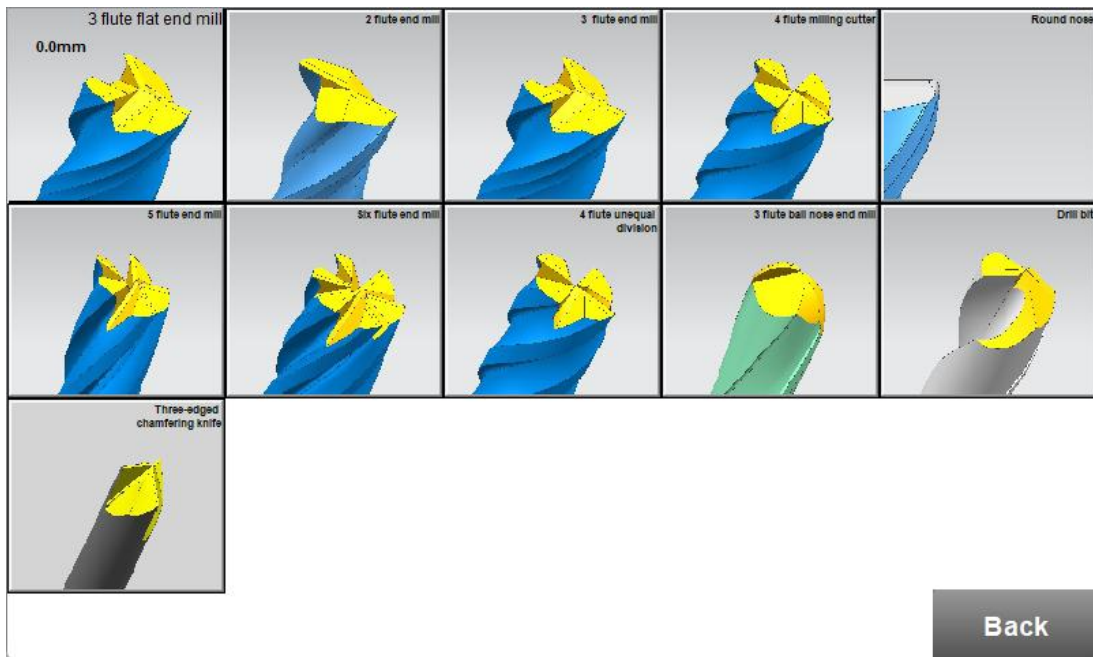 3 flute flat end mill
0.0mm
2 flute end mill
3 flute end mill
4 flute milling cutter
Round nose
5 flute end mill
Six flute end mill
4 flute unequal
division
3 flute ball nose end mill
Drill bit
Three-edged
chamfering knife
Back